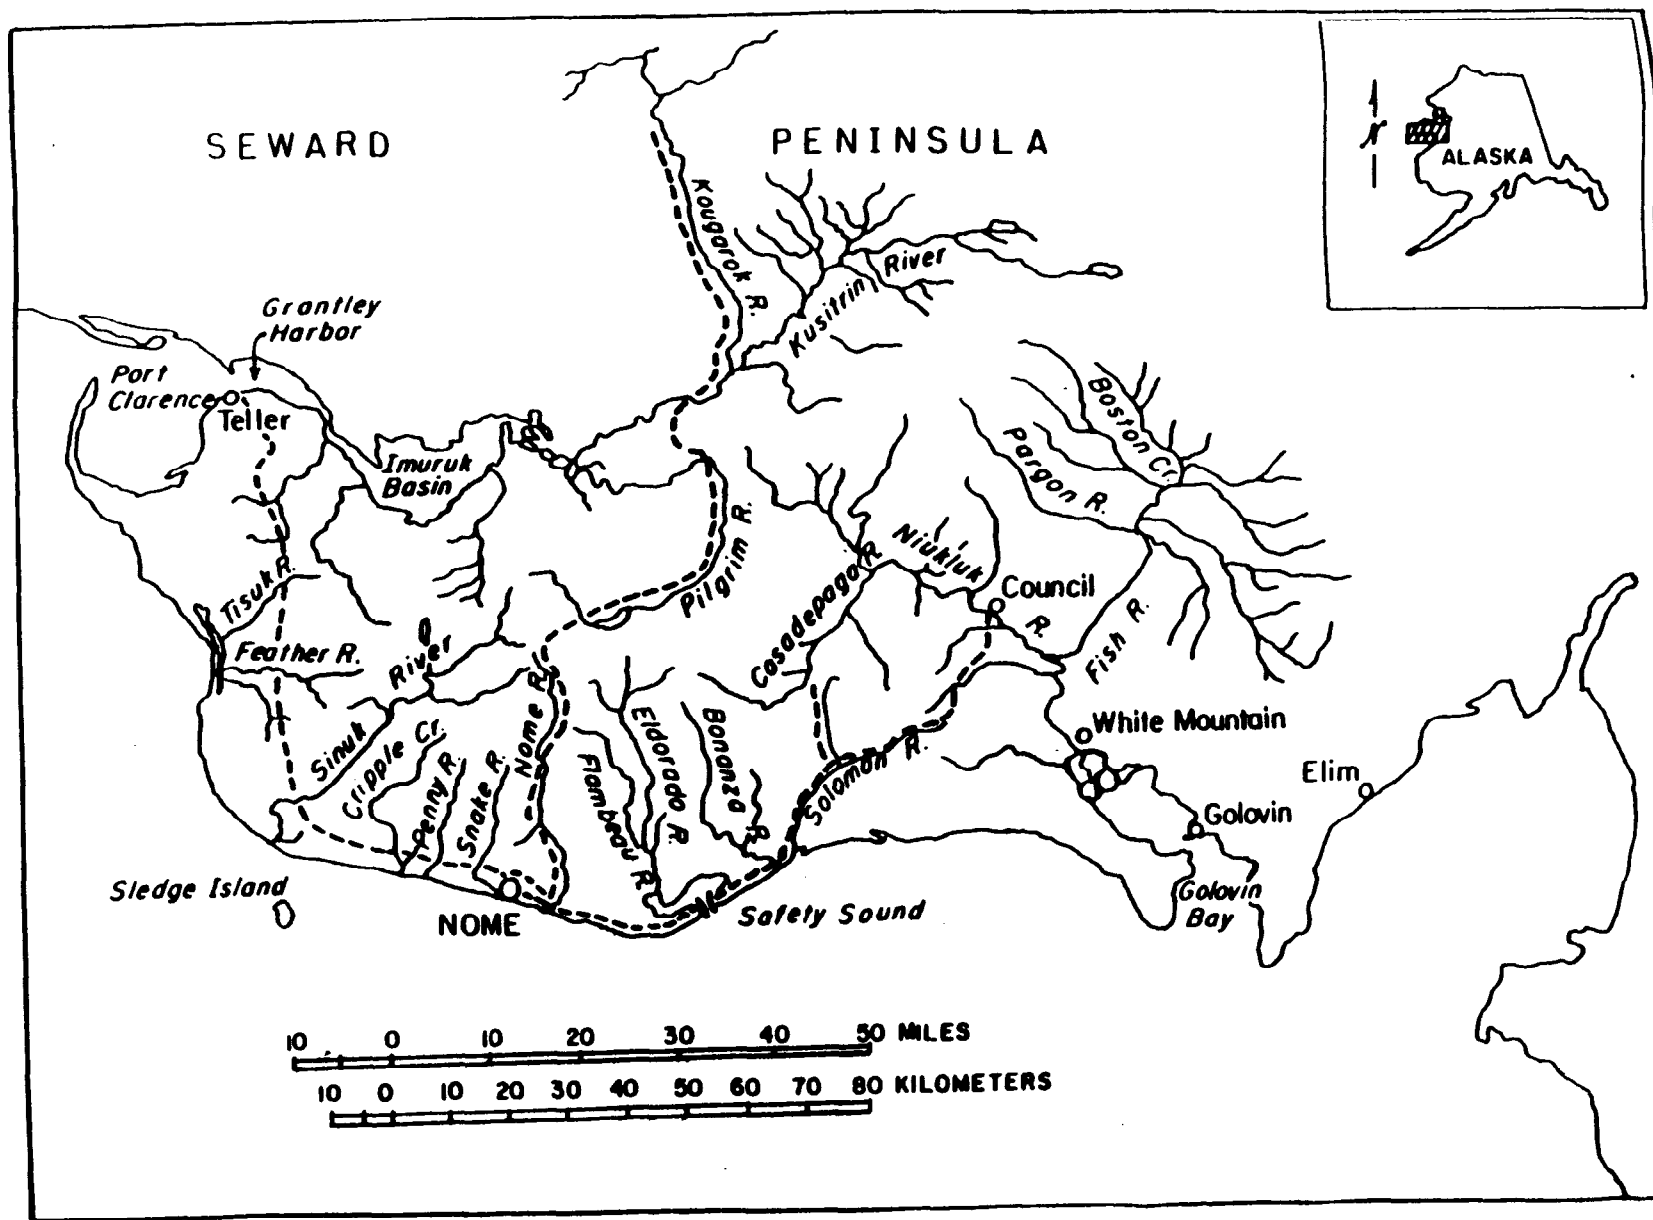 SEWARD PENINSULA
N
ALASKA
Kougarok R.
Kusitrin River
Grantley
Harbor
Port
Clarence
Teller
Imuruk
Basin
Boston Cr.
Pargon R.
Pilgrim R.
Niukluk R.
Casadepaga R.
Council
Fish R.
Tisuk R.
Feather R.
Sinuk River
Cripple Cr.
Penny R.
Snake R.
Nome R.
Flambeau R.
Eldorado R.
Bonanza R.
Solomon R.
White Mountain
Elim
Golovin
Golovin
Bay
Sledge Island
NOME
Safety Sound
10 0 10 20 30 40 50 MILES
10 0 10 20 30 40 50 60 70 80 KILOMETERS